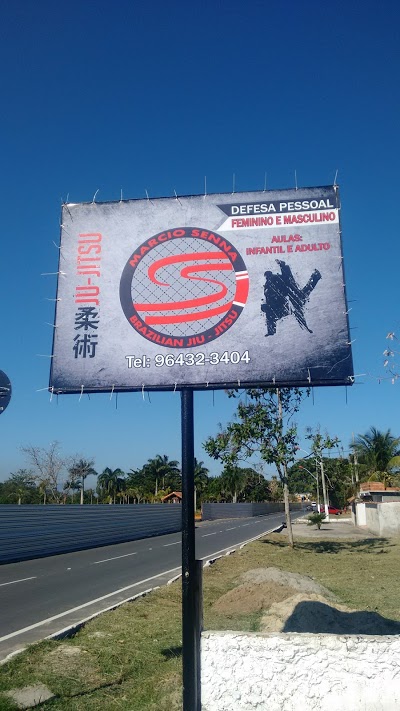 DEFESA PESSOAL
FEMININO E MASCULINO
AULAS:
INFANTIL E ADULTO
JIU-JITSU
柔術
MARCIO SENNA
BRAZILIAN JIU - JITSU
Tel: 96432-3404